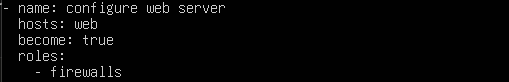 - name: configure web server
  hosts: web
  become: true
  roles:
    - firewalls